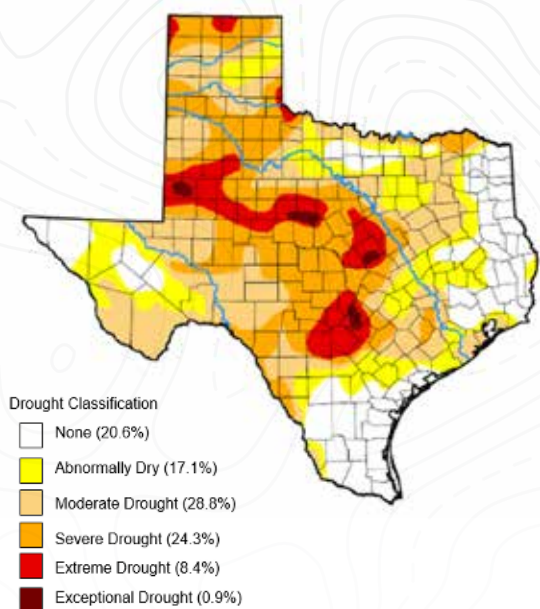 Drought Classification
None (20.6%)
Abnormally Dry (17.1%)
Moderate Drought (28.8%)
Severe Drought (24.3%)
Extreme Drought (8.4%)
Exceptional Drought (0.9%)